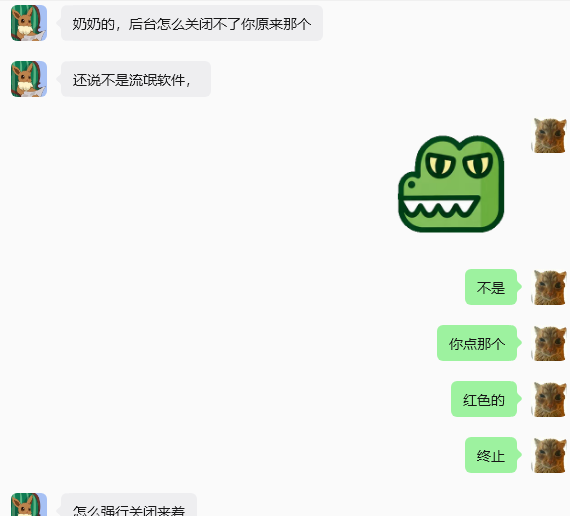 奶奶的，后台怎么关闭不了你原来那个
还说不是流氓软件，
不是
你点那个
红色的
终止
怎么强行关闭来着